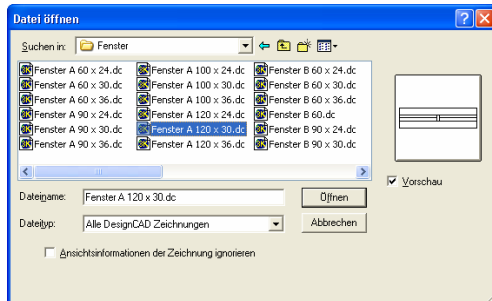 Datei öffnen
Suchen in: Fenster
Fenster A 60 x 24.dc Fenster A 100 x 24.dc Fenster B 60 x 24.dc
Fenster A 60 x 30.dc Fenster A 100 x 30.dc Fenster B 60 x 30.dc
Fenster A 60 x 36.dc Fenster A 100 x 36.dc Fenster B 60 x 36.dc
Fenster A 90 x 24.dc Fenster A 120 x 24.dc Fenster B 60.dc
Fenster A 90 x 30.dc Fenster A 120 x 30.dc Fenster B 90 x 24.dc
Fenster A 90 x 36.dc Fenster A 120 x 36.dc Fenster B 90 x 30.dc
Vorschau
Dateiname: Fenster A 120 x 30.dc Öffnen
Dateityp: Alle DesignCAD Zeichnungen Abbrechen
Ansichtsinformationen der Zeichnung ignorieren